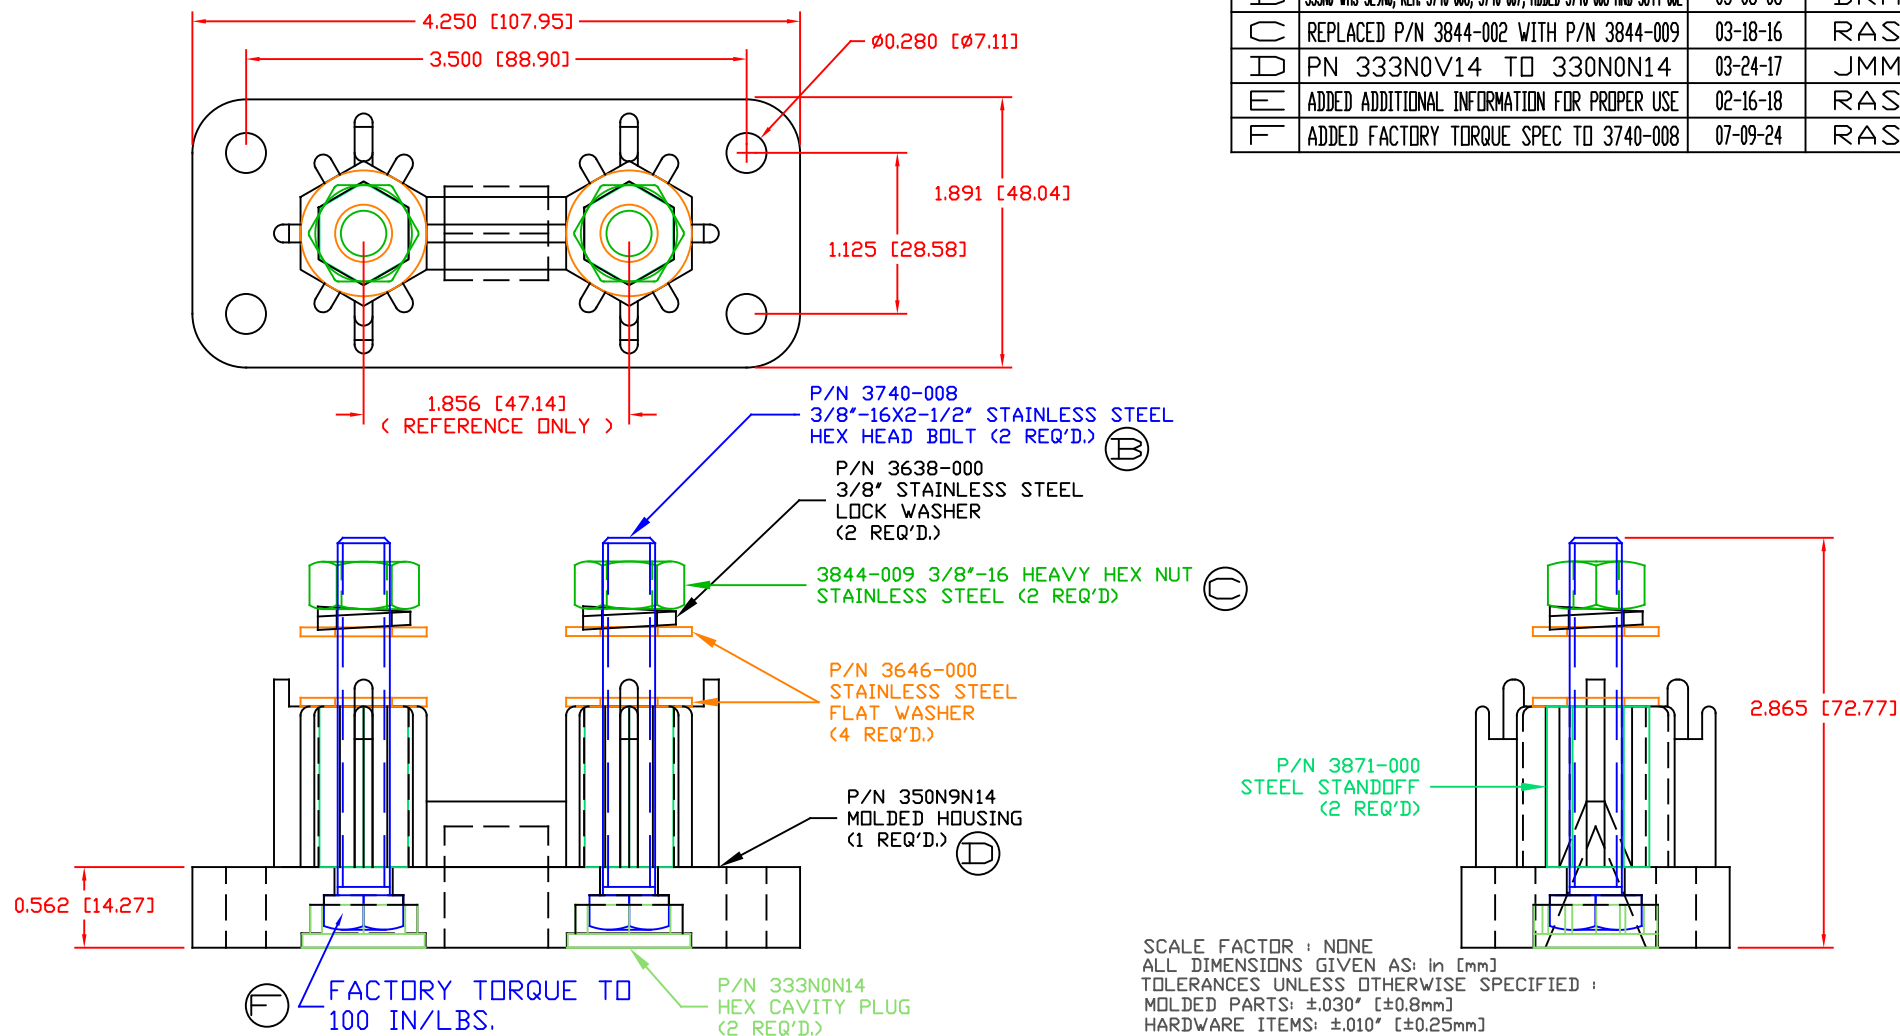 4.250 [107.95]
3.500 [88.90]
Ø0.280 [Ø7.11]
1.891 [48.04]
1.125 [28.58]
1.856 [47.14]
( REFERENCE ONLY )
C REPLACED P/N 3844-002 WITH P/N 3844-009 03-18-16 RAS
D PN 333N0V14 TO 330N0N14 03-24-17 JMM
E ADDED ADDITIONAL INFORMATION FOR PROPER USE 02-16-18 RAS
F ADDED FACTORY TORQUE SPEC TO 3740-008 07-09-24 RAS
P/N 3740-008
3/8"-16X2-1/2" STAINLESS STEEL
HEX HEAD BOLT (2 REQ'D.)
B
P/N 3638-000
3/8" STAINLESS STEEL
LOCK WASHER
(2 REQ'D.)
3844-009 3/8"-16 HEAVY HEX NUT
STAINLESS STEEL (2 REQ'D)
C
P/N 3646-000
STAINLESS STEEL
FLAT WASHER
(4 REQ'D.)
P/N 350N9N14
MOLDED HOUSING
(1 REQ'D.)
D
2.865 [72.77]
P/N 3871-000
STEEL STANDOFF
(2 REQ'D)
0.562 [14.27]
F
FACTORY TORQUE TO
100 IN/LBS.
P/N 333N0N14
HEX CAVITY PLUG
(2 REQ'D.)
SCALE FACTOR : NONE
ALL DIMENSIONS GIVEN AS: in [mm]
TOLERANCES UNLESS OTHERWISE SPECIFIED :
MOLDED PARTS: ±.030" [±0.8mm]
HARDWARE ITEMS: ±.010" [±0.25mm]